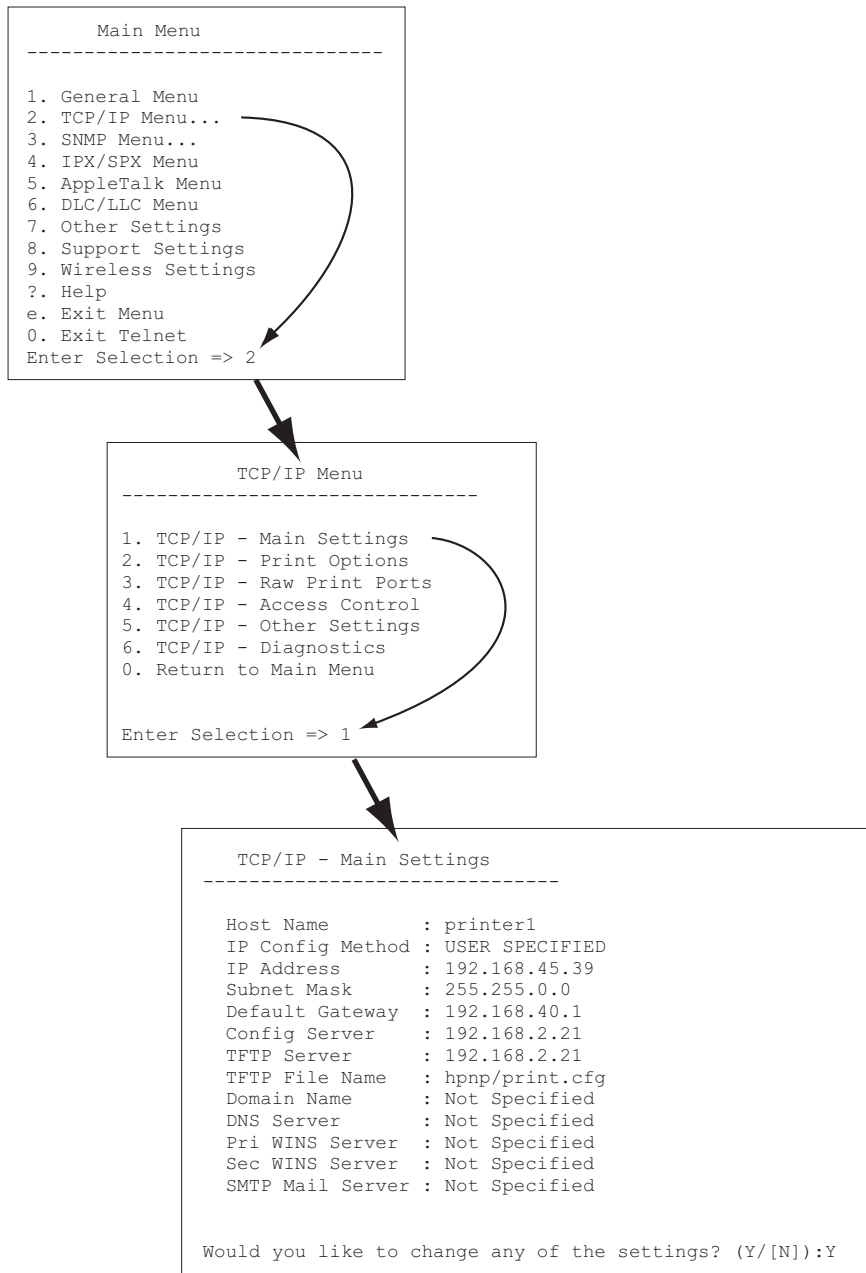 Main Menu
-------------------------------
1. General Menu
2. TCP/IP Menu...
3. SNMP Menu...
4. IPX/SPX Menu
5. AppleTalk Menu
6. DLC/LLC Menu
7. Other Settings
8. Support Settings
9. Wireless Settings
?. Help
e. Exit Menu
0. Exit Telnet
Enter Selection => 2
TCP/IP Menu
-------------------------------
1. TCP/IP - Main Settings
2. TCP/IP - Print Options
3. TCP/IP - Raw Print Ports
4. TCP/IP - Access Control
5. TCP/IP - Other Settings
6. TCP/IP - Diagnostics
0. Return to Main Menu
Enter Selection => 1
TCP/IP - Main Settings
-------------------------------
Host Name : printer1
IP Config Method : USER SPECIFIED
IP Address : 192.168.45.39
Subnet Mask : 255.255.0.0
Default Gateway : 192.168.40.1
Config Server : 192.168.2.21
TFTP Server : 192.168.2.21
TFTP File Name : hpnp/print.cfg
Domain Name : Not Specified
DNS Server : Not Specified
Pri WINS Server : Not Specified
Sec WINS Server : Not Specified
SMTP Mail Server : Not Specified
Would you like to change any of the settings? (Y/[N]):Y